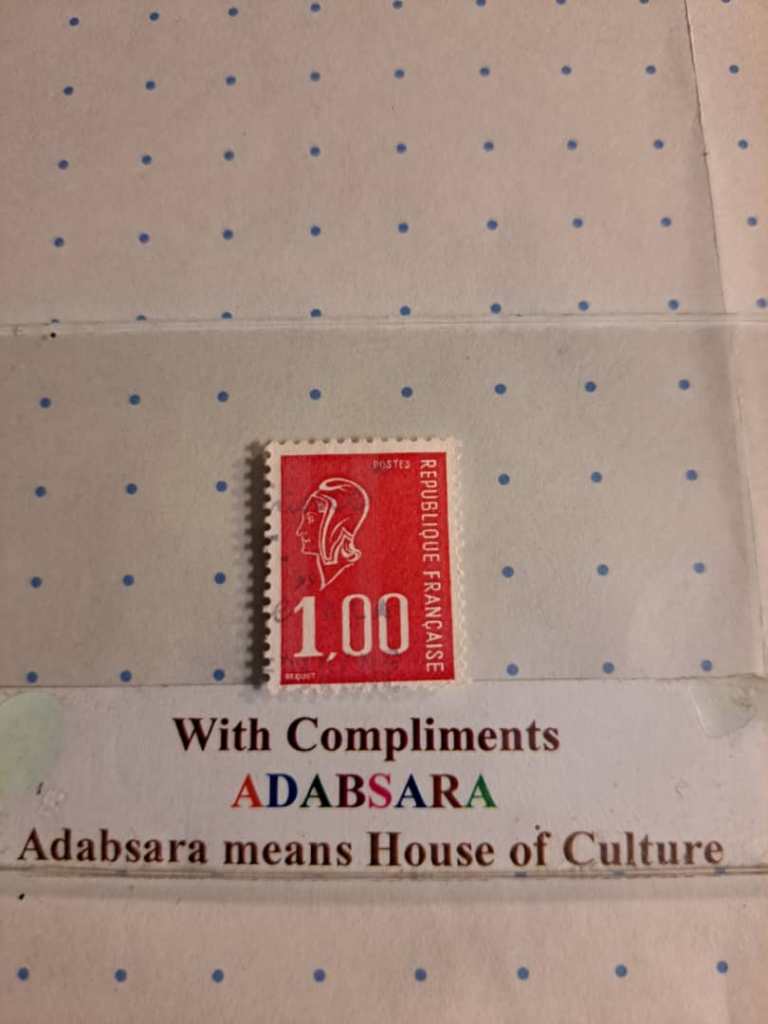 POSTES
REPUBLIQUE FRANÇAISE
1,00
BEQUET
With Compliments
ADABSARA
Adabsara means House of Culture